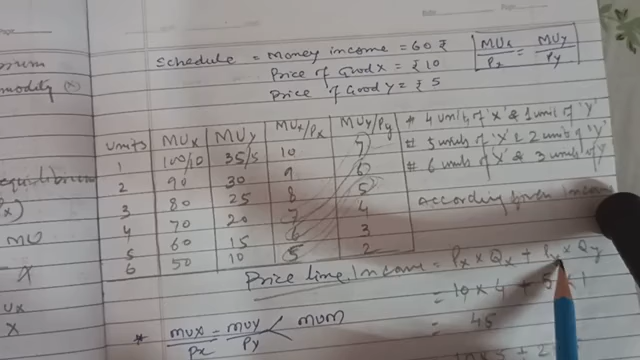 Schedule = Money income = 60 ₹
Price of Good X = ₹ 10
Price of Good Y = ₹ 5
MUx/Px = MUy/Py
units MUx MUy MUx/Px MUy/Py
1 100/10 35/5 10 7
2 90 30 9 6
3 80 25 8 5
4 70 20 7 4
5 60 15 6 3
6 50 10 5 2
# 4 units of 'X' & 1 unit of 'Y'
# 5 units of 'X' & 2 unit of 'Y'
# 6 units of 'X' & 3 units of Y
according given Income
equilibrium
x)
MU
X
X
Price line Income = Px × Qx + Py × Qy
= 10 × 4 + 5 × 1
= 45
* MUx/Px = MUy/Py < MUM